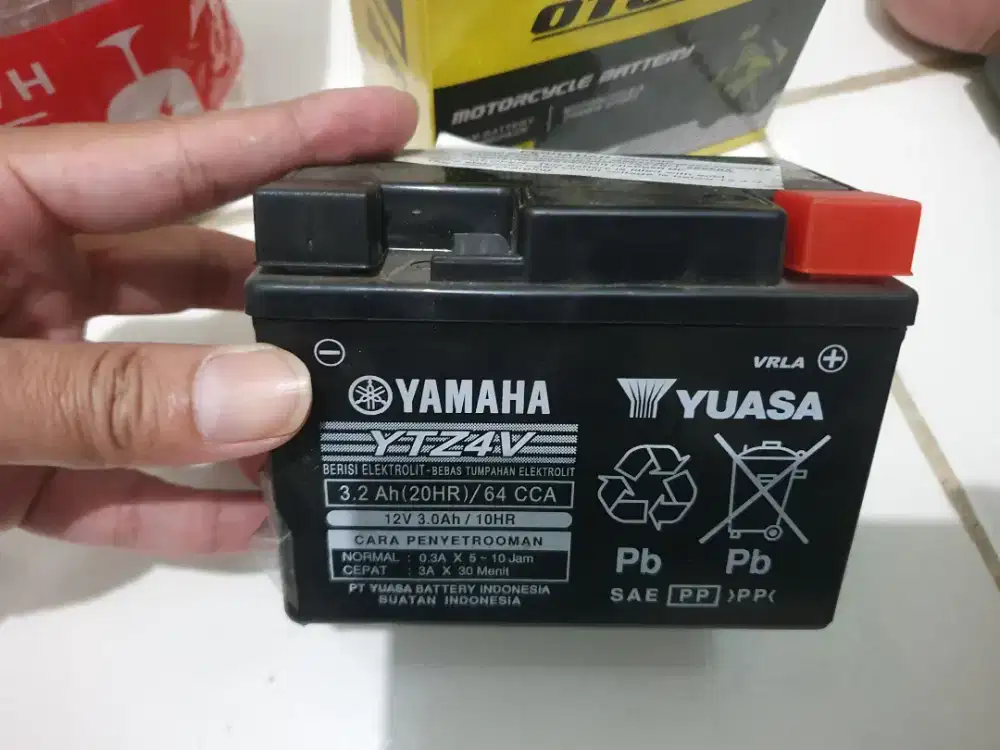 MOTORCYCLE BATTERY
VRLA +
YAMAHA
YUASA
YTZ4V
BERISI ELEKTROLIT-BEBAS TUMPAHAN ELEKTROLIT
3.2 Ah(20HR)/64 CCA
12V 3.0Ah / 10HR
CARA PENYETROOMAN
NORMAL : 0,3A X 5 - 10 Jam
CEPAT : 3A X 30 Menit
PT YUASA BATTERY INDONESIA
BUATAN INDONESIA
Pb
Pb
SAE PP >PP<